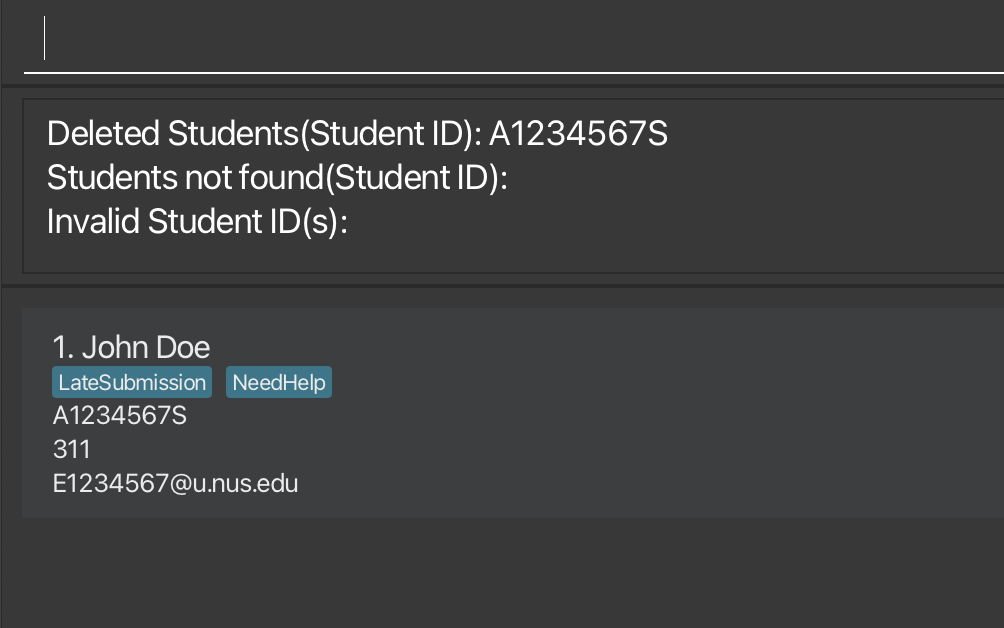 Deleted Students(Student ID): A1234567S
Students not found(Student ID):
Invalid Student ID(s):
1. John Doe
LateSubmission NeedHelp
A1234567S
311
E1234567@u.nus.edu